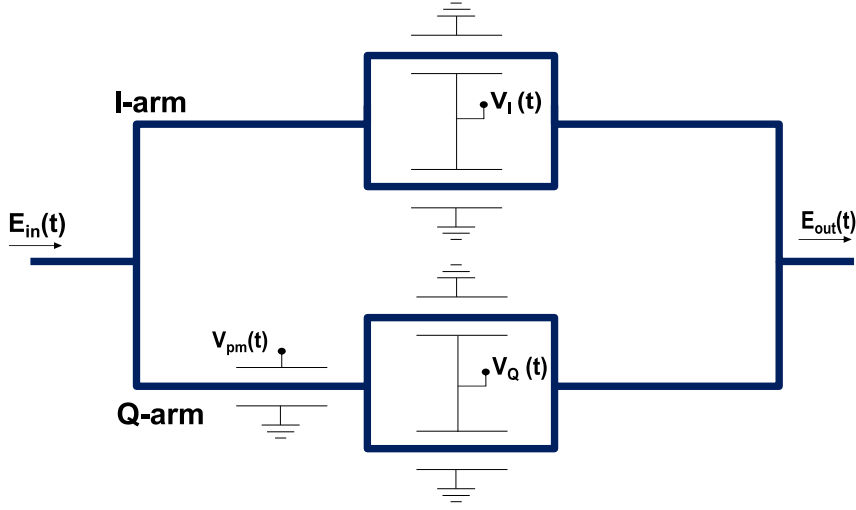 I-arm
V_I (t)
E_in(t)
E_out(t)
V_pm(t)
V_Q (t)
Q-arm